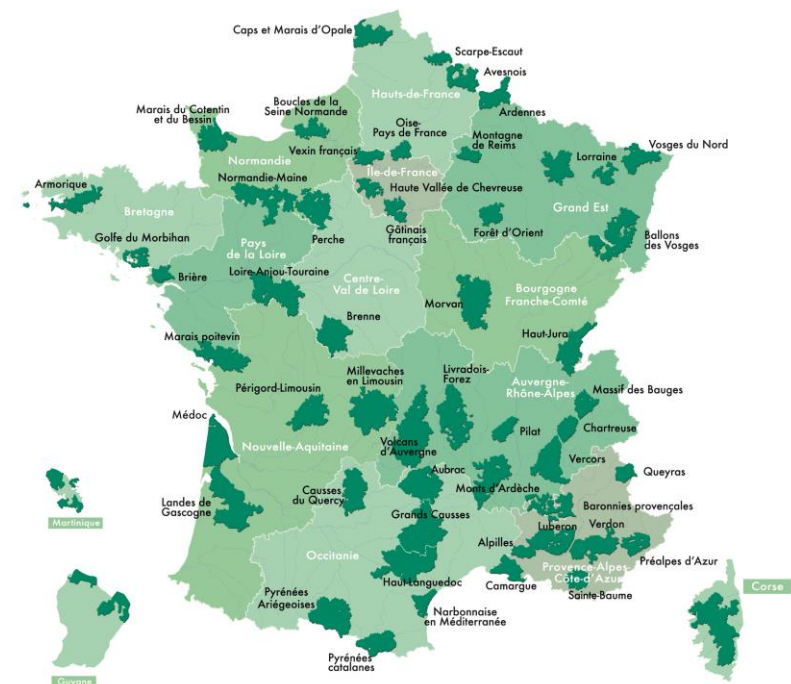 Caps et Marais d'Opale
Scarpe-Escaut
Avesnois
Hauts-de-France
Ardennes
Marais du Cotentin
et du Bessin
Boucles de la
Seine Normande
Oise-
Pays de France
Montagne
de Reims
Vosges du Nord
Vexin français
Lorraine
Normandie
Île-de-France
Armorique
Normandie-Maine
Haute Vallée de Chevreuse
Grand Est
Bretagne
Perche
Gâtinais
français
Forêt d'Orient
Ballons
des Vosges
Golfe du Morbihan
Pays
de la Loire
Brière
Loire-Anjou-Touraine
Centre-
Val de Loire
Morvan
Bourgogne
Franche-Comté
Brenne
Haut-Jura
Marais poitevin
Périgord-Limousin
Millevaches
en Limousin
Livradois-
Forez
Auvergne-
Rhône-Alpes
Massif des Bauges
Médoc
Pilat
Chartreuse
Nouvelle-Aquitaine
Volcans
d'Auvergne
Vercors
Aubrac
Queyras
Landes de
Gascogne
Causses
du Quercy
Monts d'Ardèche
Baronnies provençales
Grands Causses
Luberon
Verdon
Martinique
Occitanie
Alpilles
Préalpes d'Azur
Haut-Languedoc
Provence-Alpes-
Côte-d'Azur
Camargue
Sainte-Baume
Corse
Pyrénées
Ariégeoises
Narbonnaise
en Méditerranée
Pyrénées
catalanes
Guyane